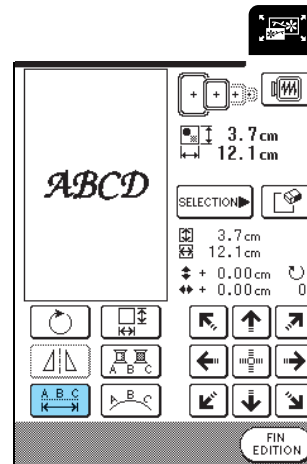 3.7cm
12.1cm
ABCD
SELECTION
3.7cm
12.1cm
+ 0.00cm
+ 0.00cm 0
A B C
A B C
B
FIN
EDITION